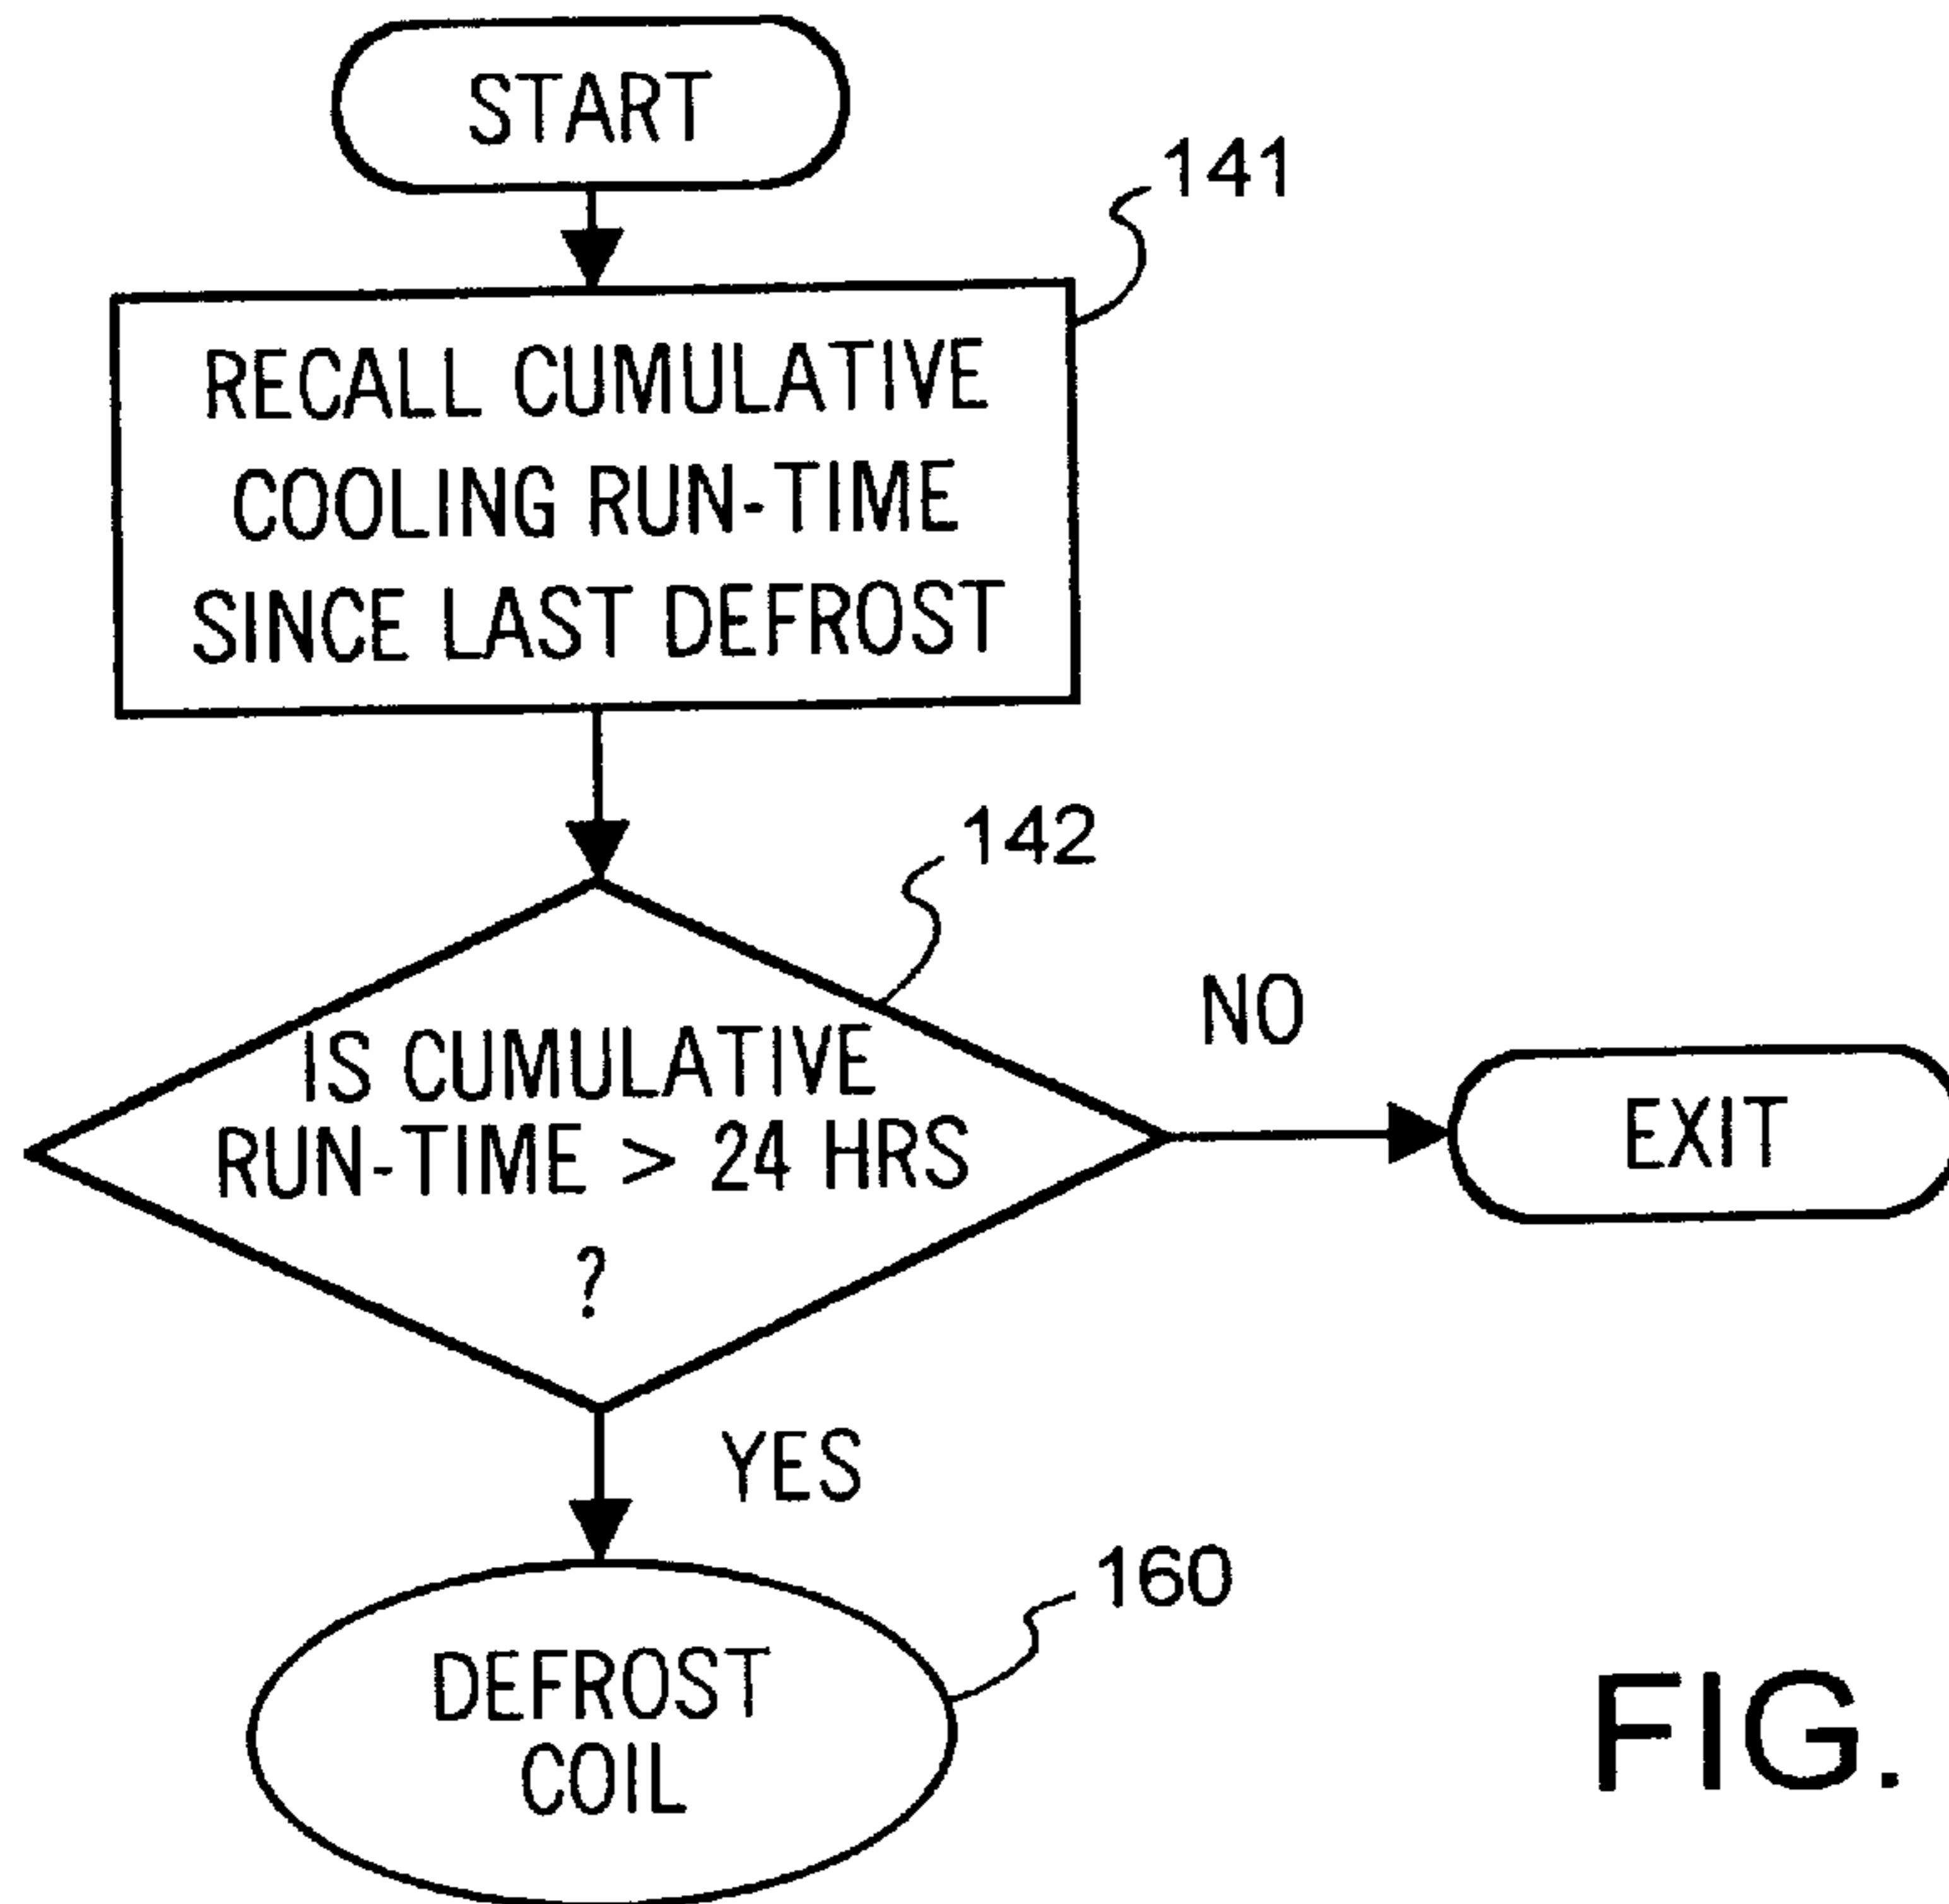 START
141
RECALL CUMULATIVE
COOLING RUN-TIME
SINCE LAST DEFROST
142
IS CUMULATIVE
RUN-TIME > 24 HRS
?
NO
EXIT
YES
160
DEFROST
COIL
FIG.